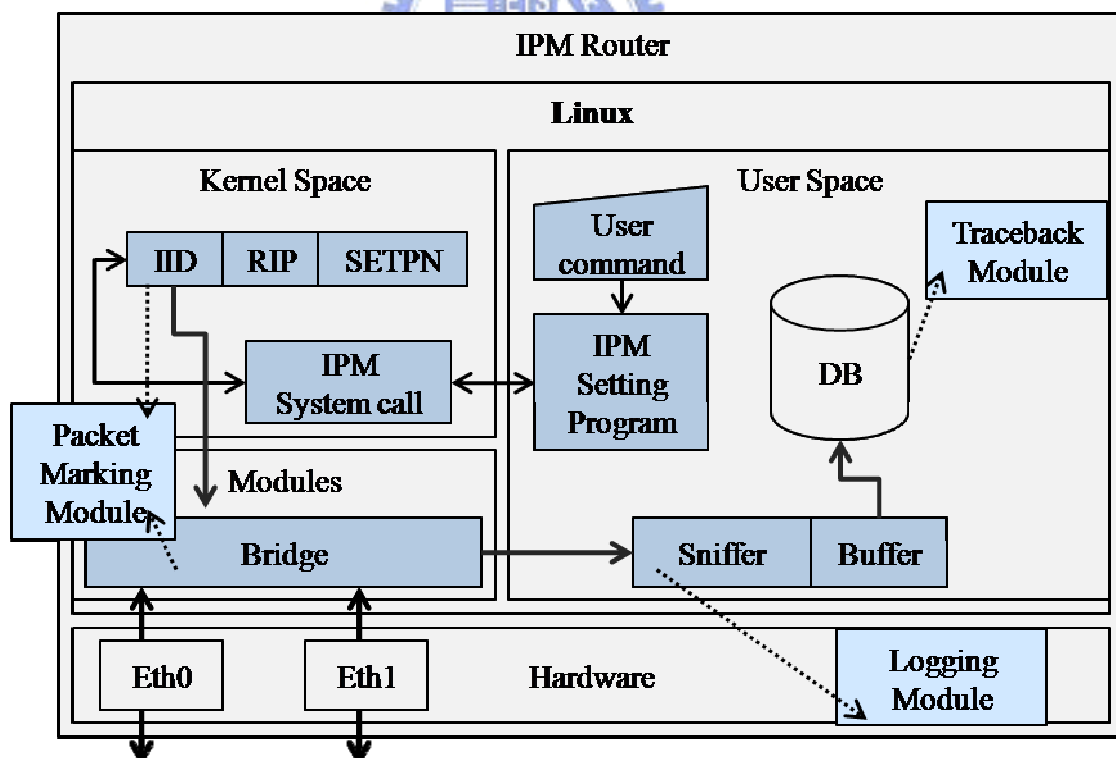 IPM Router
Linux
Kernel Space
User Space
IID
RIP
SETPN
User
command
Traceback
Module
IPM
System call
IPM
Setting
Program
DB
Packet
Marking
Module
Modules
Bridge
Sniffer
Buffer
Eth0
Eth1
Hardware
Logging
Module